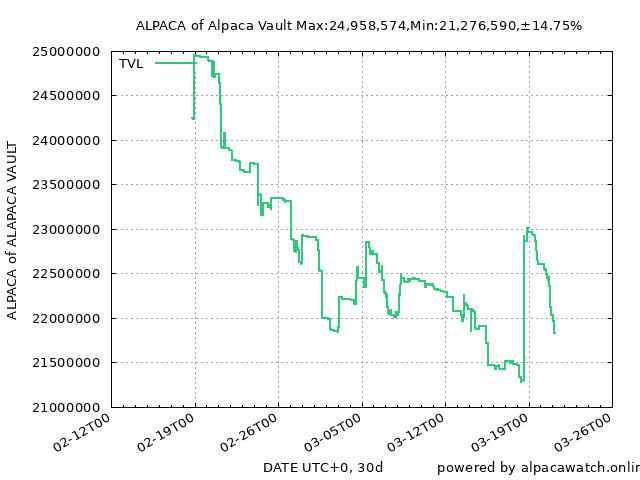 ALPACA of Alpaca Vault Max:24,958,574,Min:21,276,590,±14.75%
TVL
25000000
24500000
24000000
23500000
23000000
22500000
22000000
21500000
21000000
ALPACA of ALAPACA VAULT
02-12T00
02-19T00
02-26T00
03-05T00
03-12T00
03-19T00
03-26T00
DATE UTC+0, 30d
powered by alpacawatch.onlin